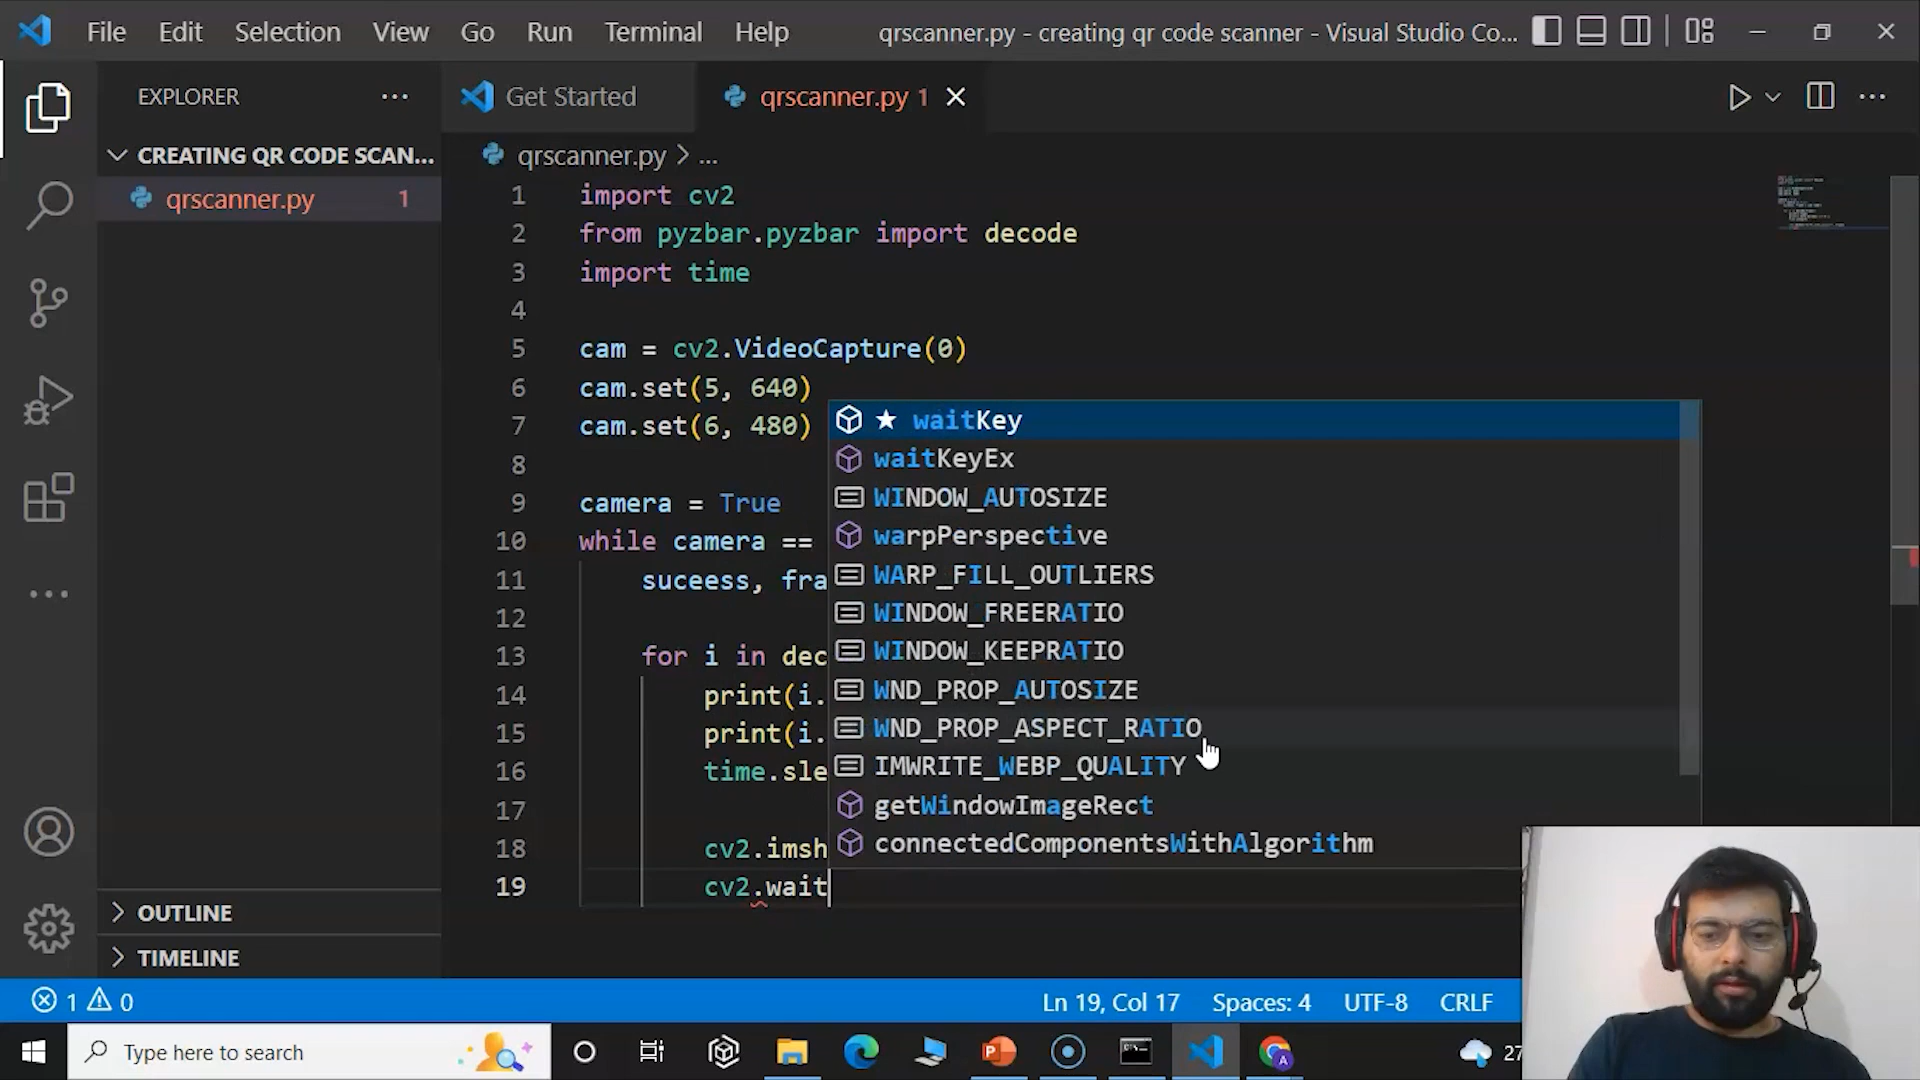 File Edit Selection View Go Run Terminal Help qrscanner.py - creating qr code scanner - Visual Studio Co...
EXPLORER ... Get Started qrscanner.py 1
CREATING QR CODE SCAN...
qrscanner.py 1
qrscanner.py > ...
1 import cv2
2 from pyzbar.pyzbar import decode
3 import time
4
5 cam = cv2.VideoCapture(0)
6 cam.set(5, 640)
7 cam.set(6, 480)
8
9 camera = True
10 while camera ==
11 suceess, fra
12
13 for i in dec
14 print(i.
15 print(i.
16 time.sle
17
18 cv2.imsh
19 cv2.wait
★ waitKey
waitKeyEx
WINDOW_AUTOSIZE
warpPerspective
WARP_FILL_OUTLIERS
WINDOW_FREERATIO
WINDOW_KEEPRATIO
WND_PROP_AUTOSIZE
WND_PROP_ASPECT_RATIO
IMWRITE_WEBP_QUALITY
getWindowImageRect
connectedComponentsWithAlgorithm
OUTLINE
TIMELINE
1 0 Ln 19, Col 17 Spaces: 4 UTF-8 CRLF
Type here to search 27